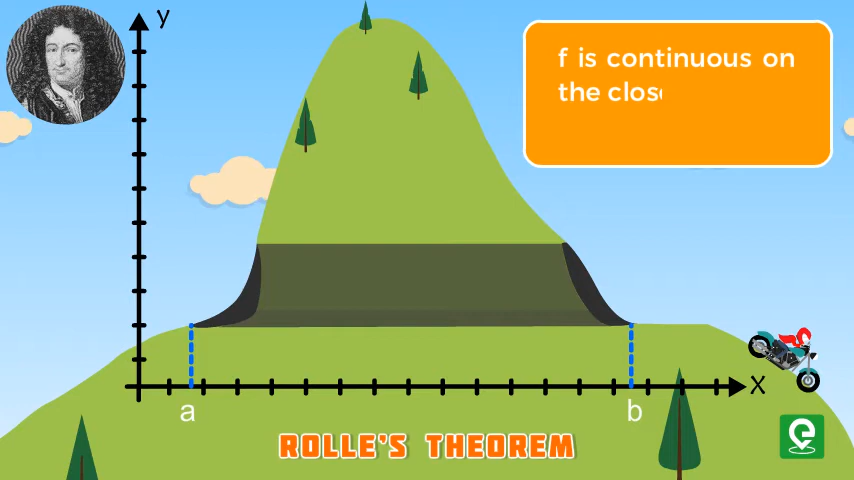 y
f is continuous on
the clos
x
a
b
ROLLE'S THEOREM